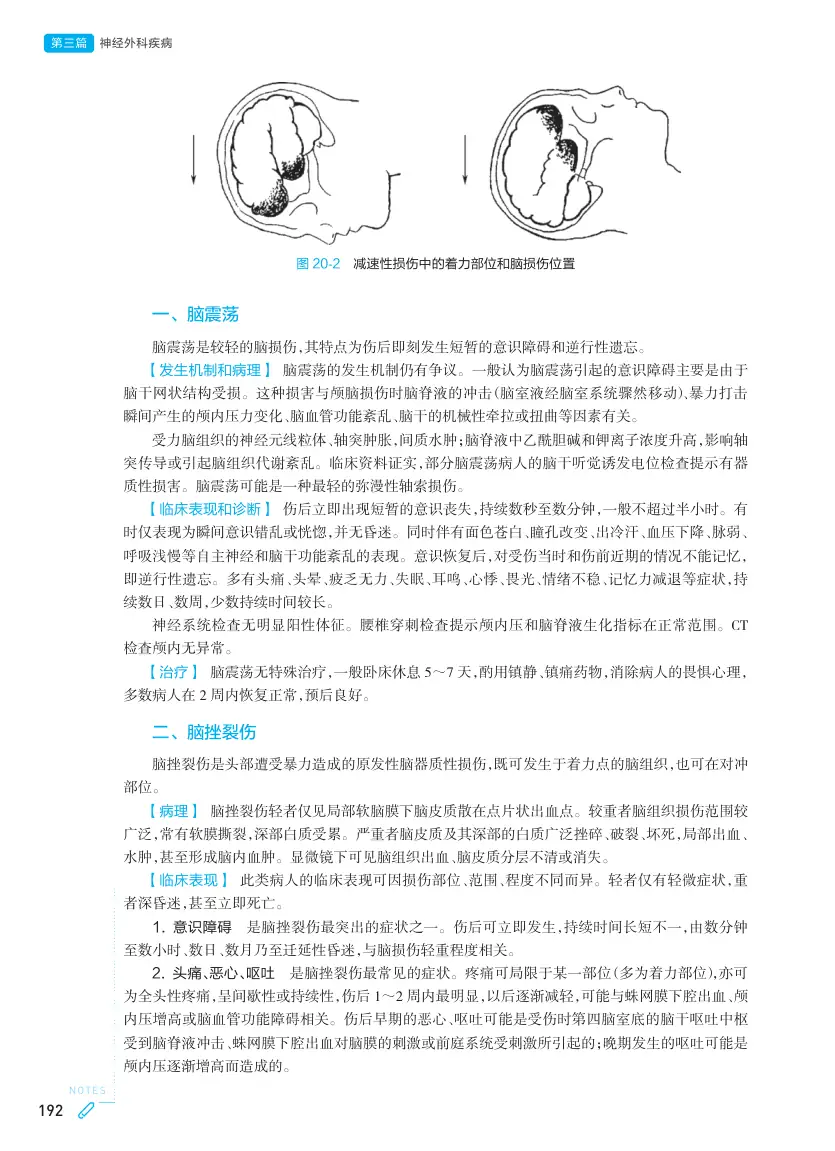 第三篇 神经外科疾病
图 20-2 减速性损伤中的着力部位和脑损伤位置
一、脑震荡
脑震荡是较轻的脑损伤,其特点为伤后即刻发生短暂的意识障碍和逆行性遗忘。
【发生机制和病理】 脑震荡的发生机制仍有争议。一般认为脑震荡引起的意识障碍主要是由于
脑干网状结构受损。这种损害与颅脑损伤时脑脊液的冲击(脑室液经脑室系统骤然移动)、暴力打击
瞬间产生的颅内压力变化、脑血管功能紊乱、脑干的机械性牵拉或扭曲等因素有关。
受力脑组织的神经元线粒体、轴突肿胀,间质水肿;脑脊液中乙酰胆碱和钾离子浓度升高,影响轴
突传导或引起脑组织代谢紊乱。临床资料证实,部分脑震荡病人的脑干听觉诱发电位检查提示有器
质性损害。脑震荡可能是一种最轻的弥漫性轴索损伤。
【临床表现和诊断】 伤后立即出现短暂的意识丧失,持续数秒至数分钟,一般不超过半小时。有
时仅表现为瞬间意识错乱或恍惚,并无昏迷。同时伴有面色苍白、瞳孔改变、出冷汗、血压下降、脉弱、
呼吸浅慢等自主神经和脑干功能紊乱的表现。意识恢复后,对受伤当时和伤前近期的情况不能记忆,
即逆行性遗忘。多有头痛、头晕、疲乏无力、失眠、耳鸣、心悸、畏光、情绪不稳、记忆力减退等症状,持
续数日、数周,少数持续时间较长。
神经系统检查无明显阳性体征。腰椎穿刺检查提示颅内压和脑脊液生化指标在正常范围。CT
检查颅内无异常。
【治疗】 脑震荡无特殊治疗,一般卧床休息 5～7 天,酌用镇静、镇痛药物,消除病人的畏惧心理,
多数病人在 2 周内恢复正常,预后良好。
二、脑挫裂伤
脑挫裂伤是头部遭受暴力造成的原发性脑器质性损伤,既可发生于着力点的脑组织,也可在对冲
部位。
【病理】 脑挫裂伤轻者仅见局部软脑膜下脑皮质散在点片状出血点。较重者脑组织损伤范围较
广泛,常有软膜撕裂,深部白质受累。严重者脑皮质及其深部的白质广泛挫碎、破裂、坏死,局部出血、
水肿,甚至形成脑内血肿。显微镜下可见脑组织出血、脑皮质分层不清或消失。
【临床表现】 此类病人的临床表现可因损伤部位、范围、程度不同而异。轻者仅有轻微症状,重
者深昏迷,甚至立即死亡。
1. 意识障碍 是脑挫裂伤最突出的症状之一。伤后可立即发生,持续时间长短不一,由数分钟
至数小时、数日、数月乃至迁延性昏迷,与脑损伤轻重程度相关。
2. 头痛、恶心、呕吐 是脑挫裂伤最常见的症状。疼痛可局限于某一部位(多为着力部位),亦可
为全头性疼痛,呈间歇性或持续性,伤后 1～2 周内最明显,以后逐渐减轻,可能与蛛网膜下腔出血、颅
内压增高或脑血管功能障碍相关。伤后早期的恶心、呕吐可能是受伤时第四脑室底的脑干呕吐中枢
受到脑脊液冲击、蛛网膜下腔出血对脑膜的刺激或前庭系统受刺激所引起的;晚期发生的呕吐可能是
颅内压逐渐增高而造成的。
NOTES
192